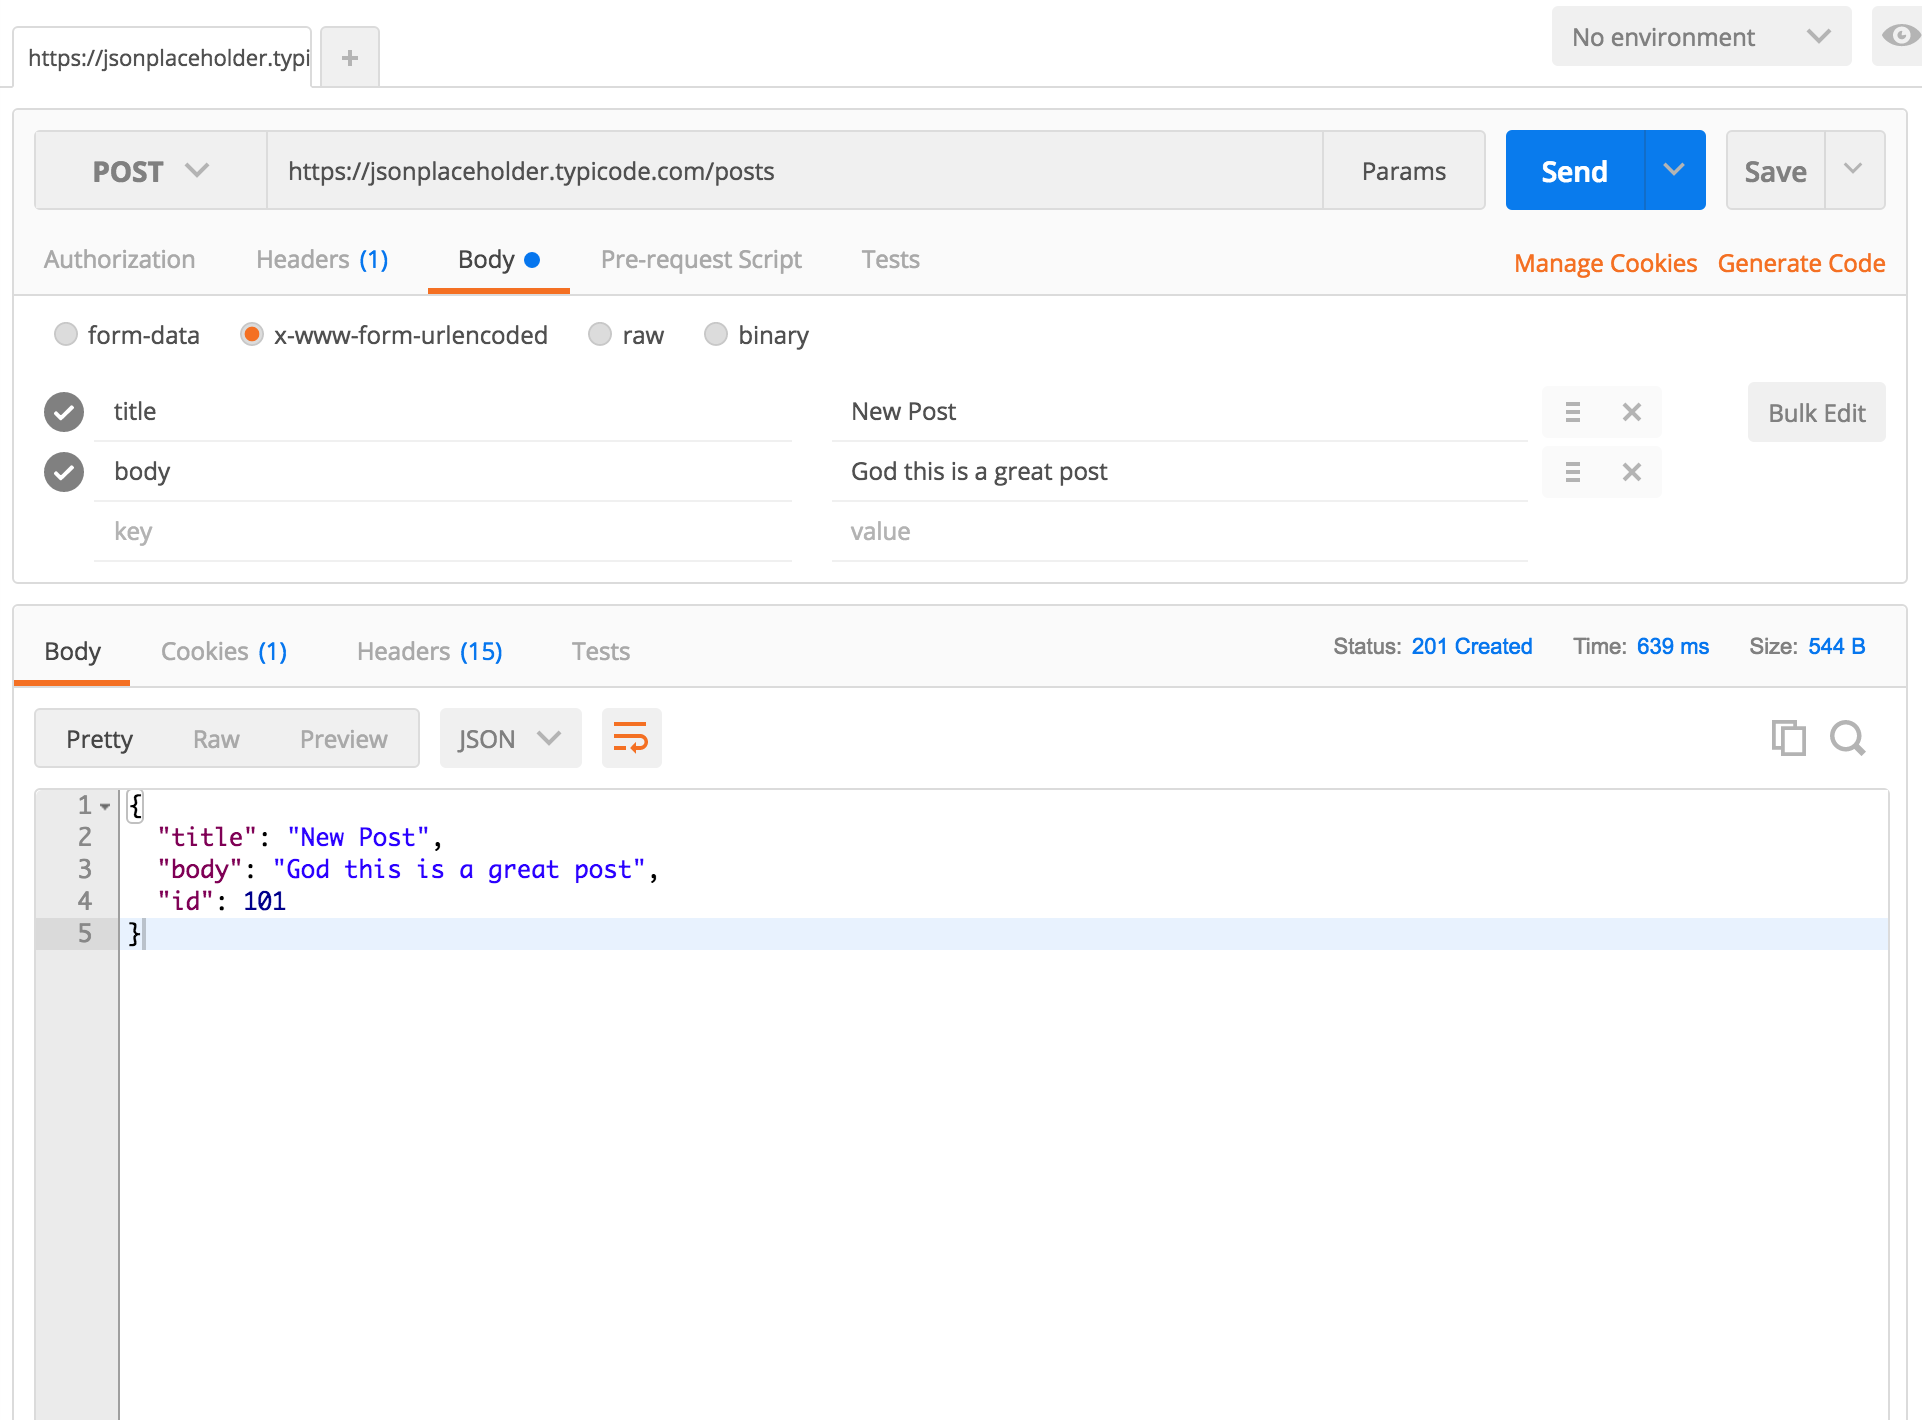 No environment
https://jsonplaceholder.typi +
POST https://jsonplaceholder.typicode.com/posts Params Send Save
Authorization Headers (1) Body Pre-request Script Tests Manage Cookies Generate Code
form-data x-www-form-urlencoded raw binary
title New Post Bulk Edit
body God this is a great post
key value
Body Cookies (1) Headers (15) Tests Status: 201 Created Time: 639 ms Size: 544 B
Pretty Raw Preview JSON
1 {
2 "title": "New Post",
3 "body": "God this is a great post",
4 "id": 101
5 }